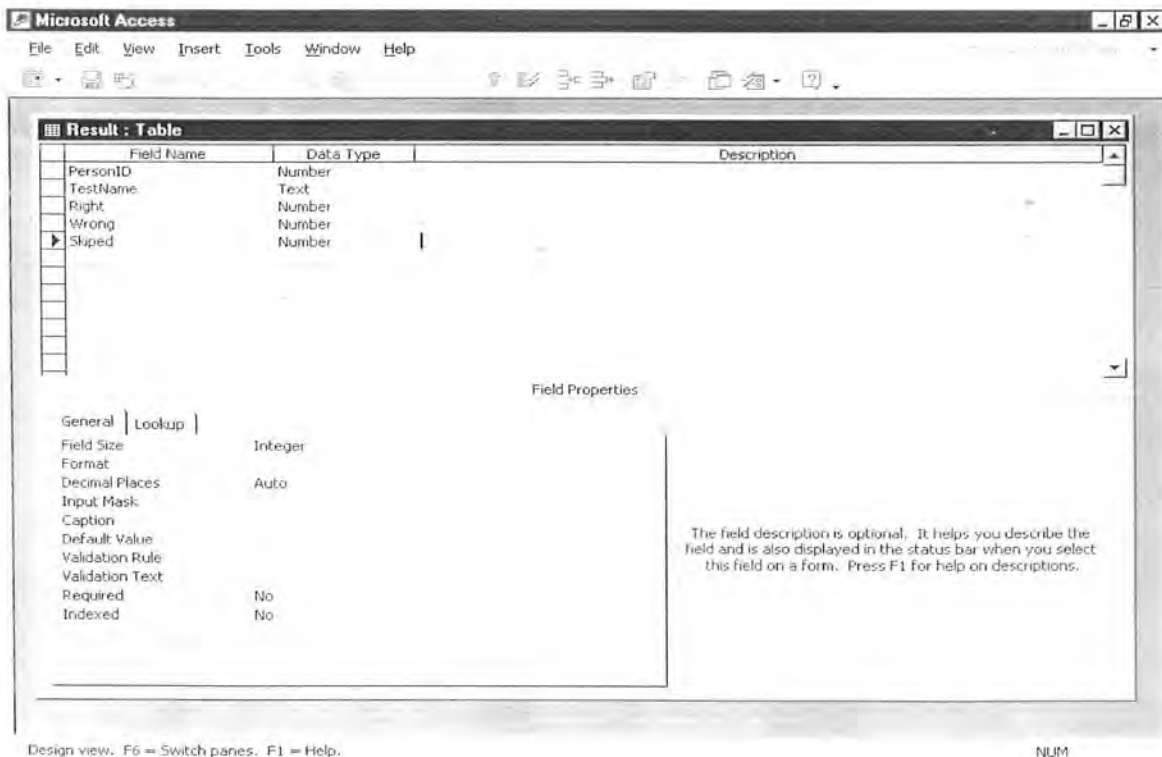 Microsoft Access
File Edit View Insert Tools Window Help
Result : Table
Field Name Data Type Description
PersonID Number
TestName Text
Right Number
Wrong Number
Skiped Number
Field Properties
General Lookup
Field Size Integer
Format
Decimal Places Auto
Input Mask
Caption
Default Value
Validation Rule
Validation Text
Required No
Indexed No
The field description is optional. It helps you describe the
field and is also displayed in the status bar when you select
this field on a form. Press F1 for help on descriptions.
Design view. F6 = Switch panes. F1 = Help. NUM